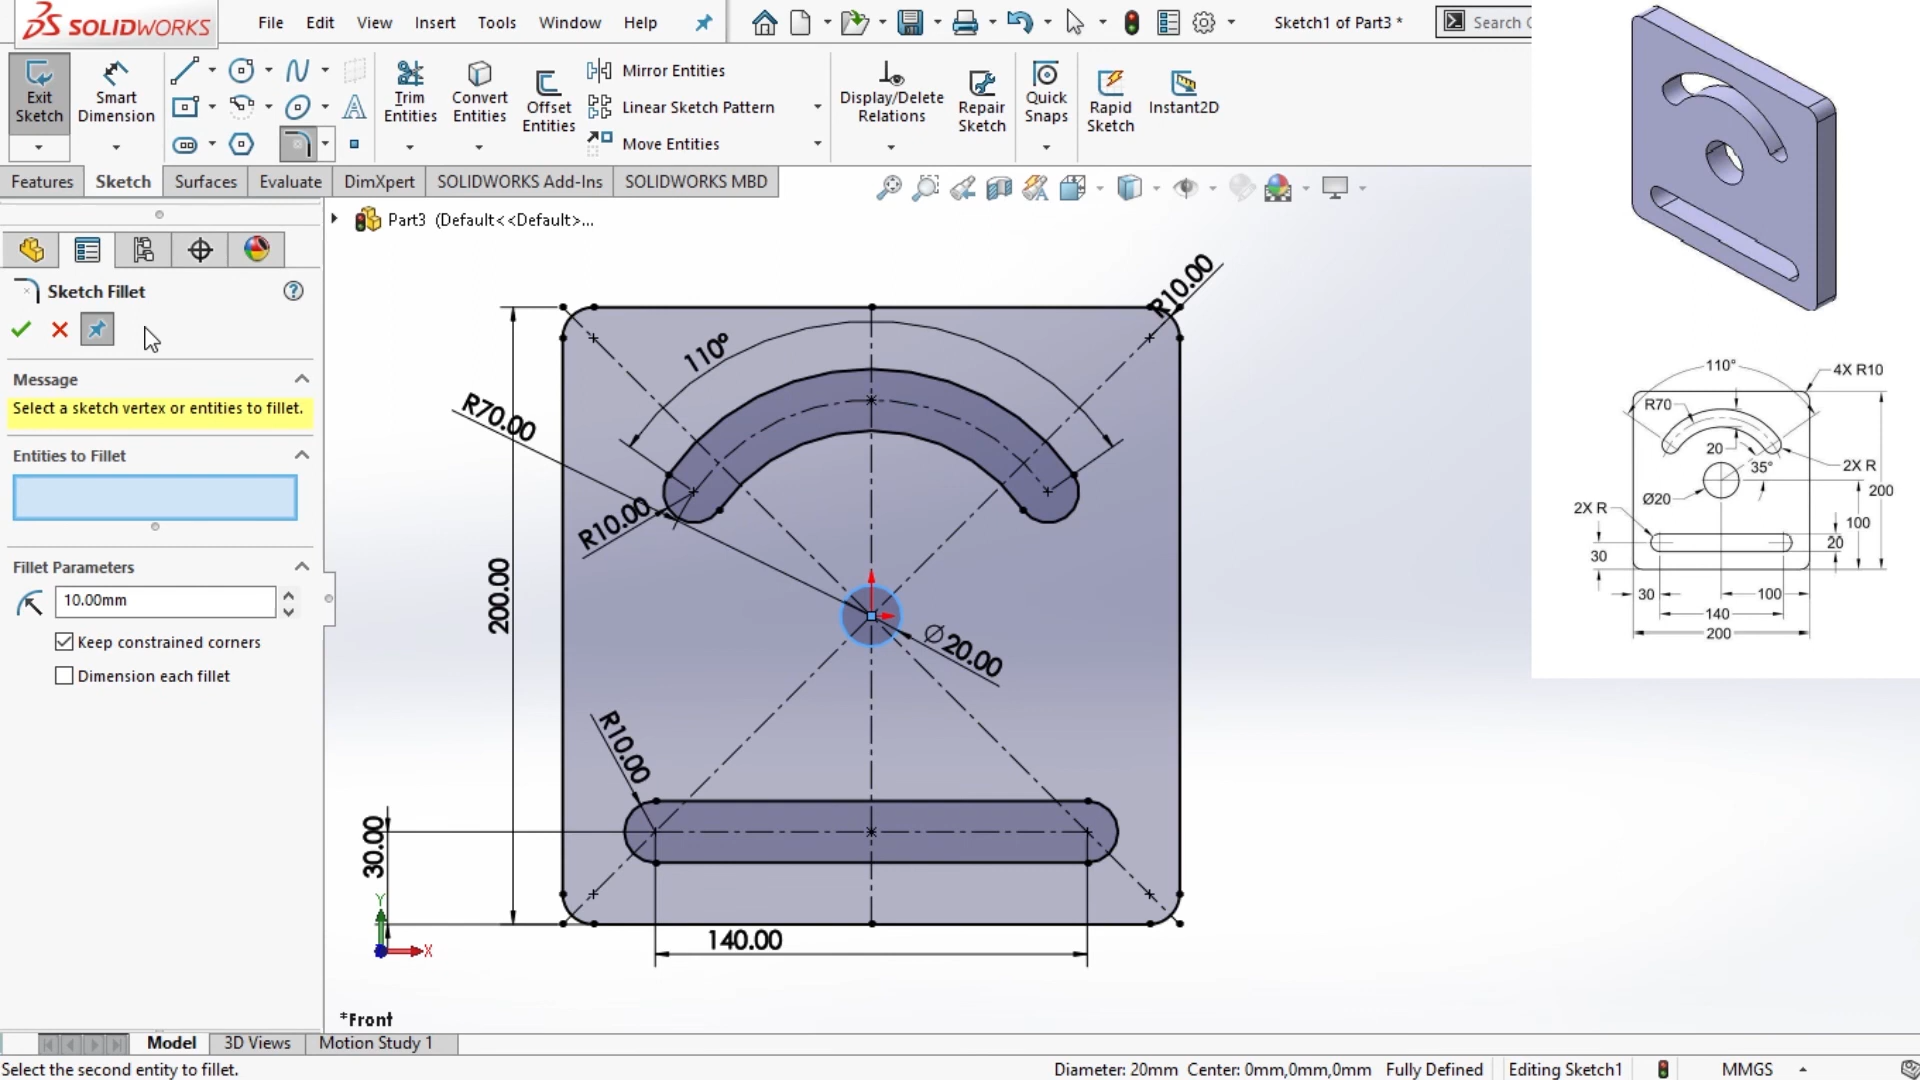 SOLIDWORKS
File Edit View Insert Tools Window Help
Sketch1 of Part3 *
Search
Exit Sketch
Smart Dimension
Trim Entities
Convert Entities
Offset Entities
Mirror Entities
Linear Sketch Pattern
Move Entities
Display/Delete Relations
Repair Sketch
Quick Snaps
Rapid Sketch
Instant2D
Features Sketch Surfaces Evaluate DimXpert SOLIDWORKS Add-Ins SOLIDWORKS MBD
Part3 (Default<<Default>...
Sketch Fillet
Message
Select a sketch vertex or entities to fillet.
Entities to Fillet
Fillet Parameters
10.00mm
Keep constrained corners
Dimension each fillet
R10.00
110°
R70.00
R10.00
200.00
Ø20.00
R10.00
30.00
140.00
Y
X
*Front
110°
4X R10
R70
20
35°
2X R
200
Ø20
2X R
100
20
30
30
100
140
200
Model 3D Views Motion Study 1
Select the second entity to fillet.
Diameter: 20mm Center: 0mm,0mm,0mm Fully Defined Editing Sketch1 MMGS